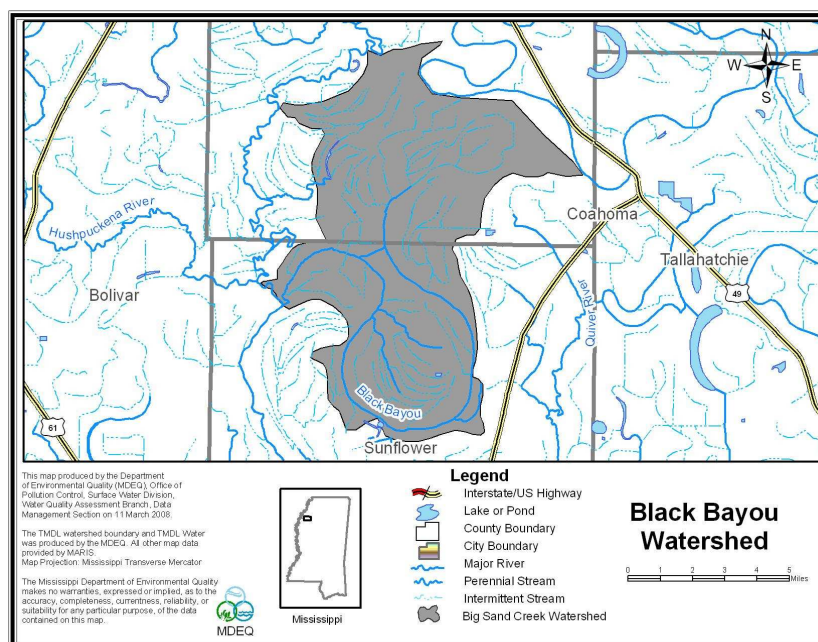 N
W E
S
Hushpuckena River
Coahoma
Tallahatchie
Bolivar
49
Quiver River
Black Bayou
61
Sunflower
This map produced by the Department
of Environmental Quality (MDEQ), Office of
Pollution Control, Surface Water Division,
Water Quality Assessment Branch, Data
Management Section on 11 March 2008.
The TMDL watershed boundary and TMDL Water
was produced by the MDEQ. All other map data
provided by MARIS.
Map Projection: Mississippi Transverse Mercator
The Mississippi Department of Environmental Quality
makes no warranties, expressed or implied, as to the
accuracy, completeness, currentness, reliability, or
suitability for any particular purpose, of the data
contained on this map.
MDEQ
Mississippi
Legend
Interstate/US Highway
Lake or Pond
County Boundary
City Boundary
Major River
Perennial Stream
Intermittent Stream
Big Sand Creek Watershed
Black Bayou
Watershed
0 1 2 3 4 5
Miles